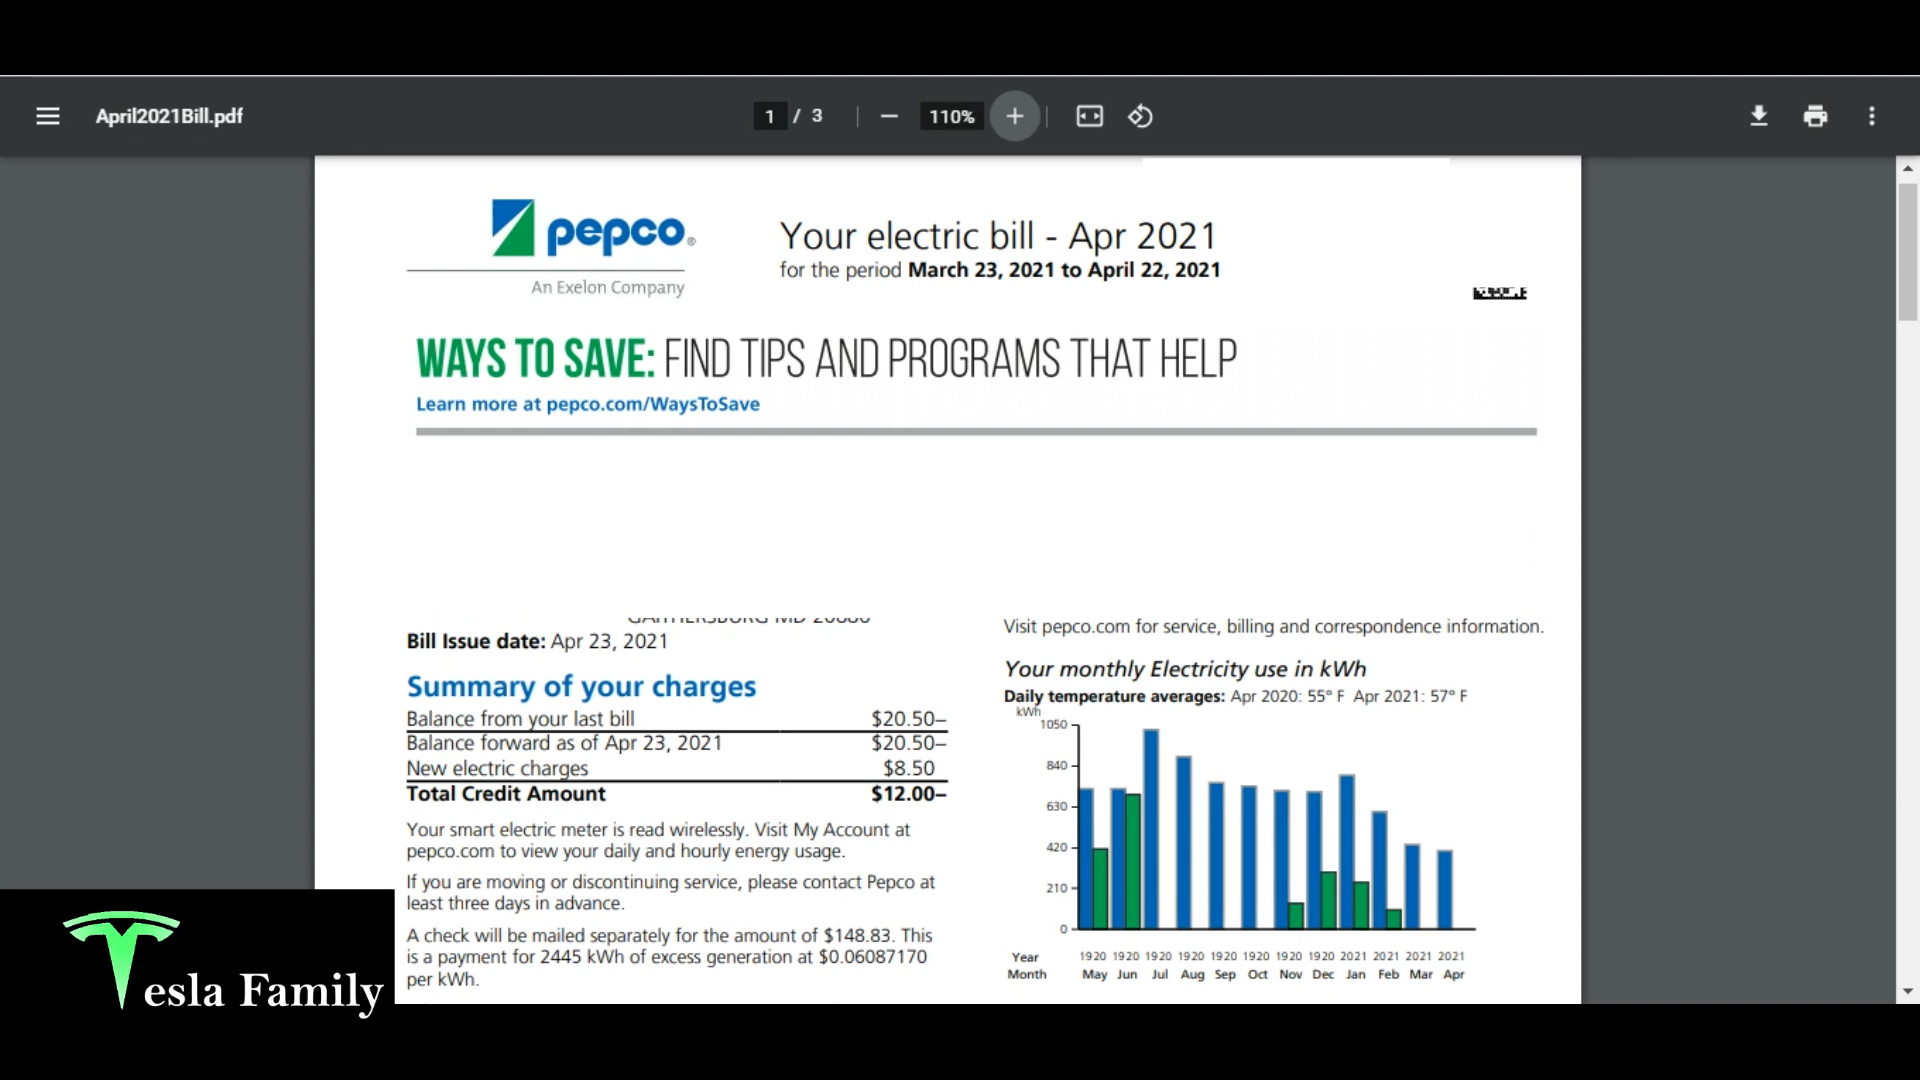 April2021Bill.pdf
1 / 3
110%
pepco®
An Exelon Company
Your electric bill - Apr 2021
for the period March 23, 2021 to April 22, 2021
WAYS TO SAVE: FIND TIPS AND PROGRAMS THAT HELP
Learn more at pepco.com/WaysToSave
Bill Issue date: Apr 23, 2021
Summary of your charges
Balance from your last bill $20.50–
Balance forward as of Apr 23, 2021 $20.50–
New electric charges $8.50
Total Credit Amount $12.00–
Your smart electric meter is read wirelessly. Visit My Account at
pepco.com to view your daily and hourly energy usage.
If you are moving or discontinuing service, please contact Pepco at
least three days in advance.
A check will be mailed separately for the amount of $148.83. This
is a payment for 2445 kWh of excess generation at $0.06087170
per kWh.
Visit pepco.com for service, billing and correspondence information.
Your monthly Electricity use in kWh
Daily temperature averages: Apr 2020: 55° F Apr 2021: 57° F
kWh
1050
840
630
420
210
0
Year 1920 1920 1920 1920 1920 1920 1920 1920 2021 2021 2021 2021
Month May Jun Jul Aug Sep Oct Nov Dec Jan Feb Mar Apr
Tesla Family